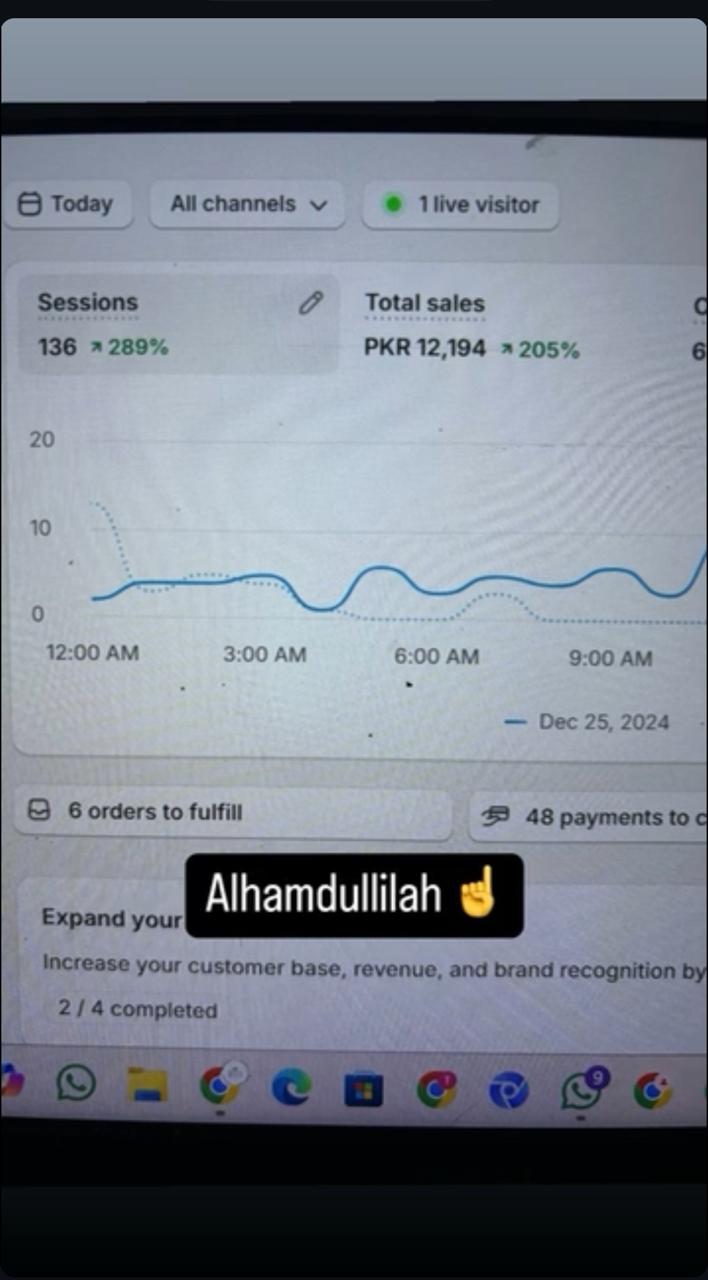 Today
All channels
1 live visitor
Sessions
136 289%
Total sales
PKR 12,194 205%
6
20
10
0
12:00 AM 3:00 AM 6:00 AM 9:00 AM
Dec 25, 2024
6 orders to fulfill
48 payments to c
Alhamdullilah ☝️
Expand your
Increase your customer base, revenue, and brand recognition by
2 / 4 completed
9